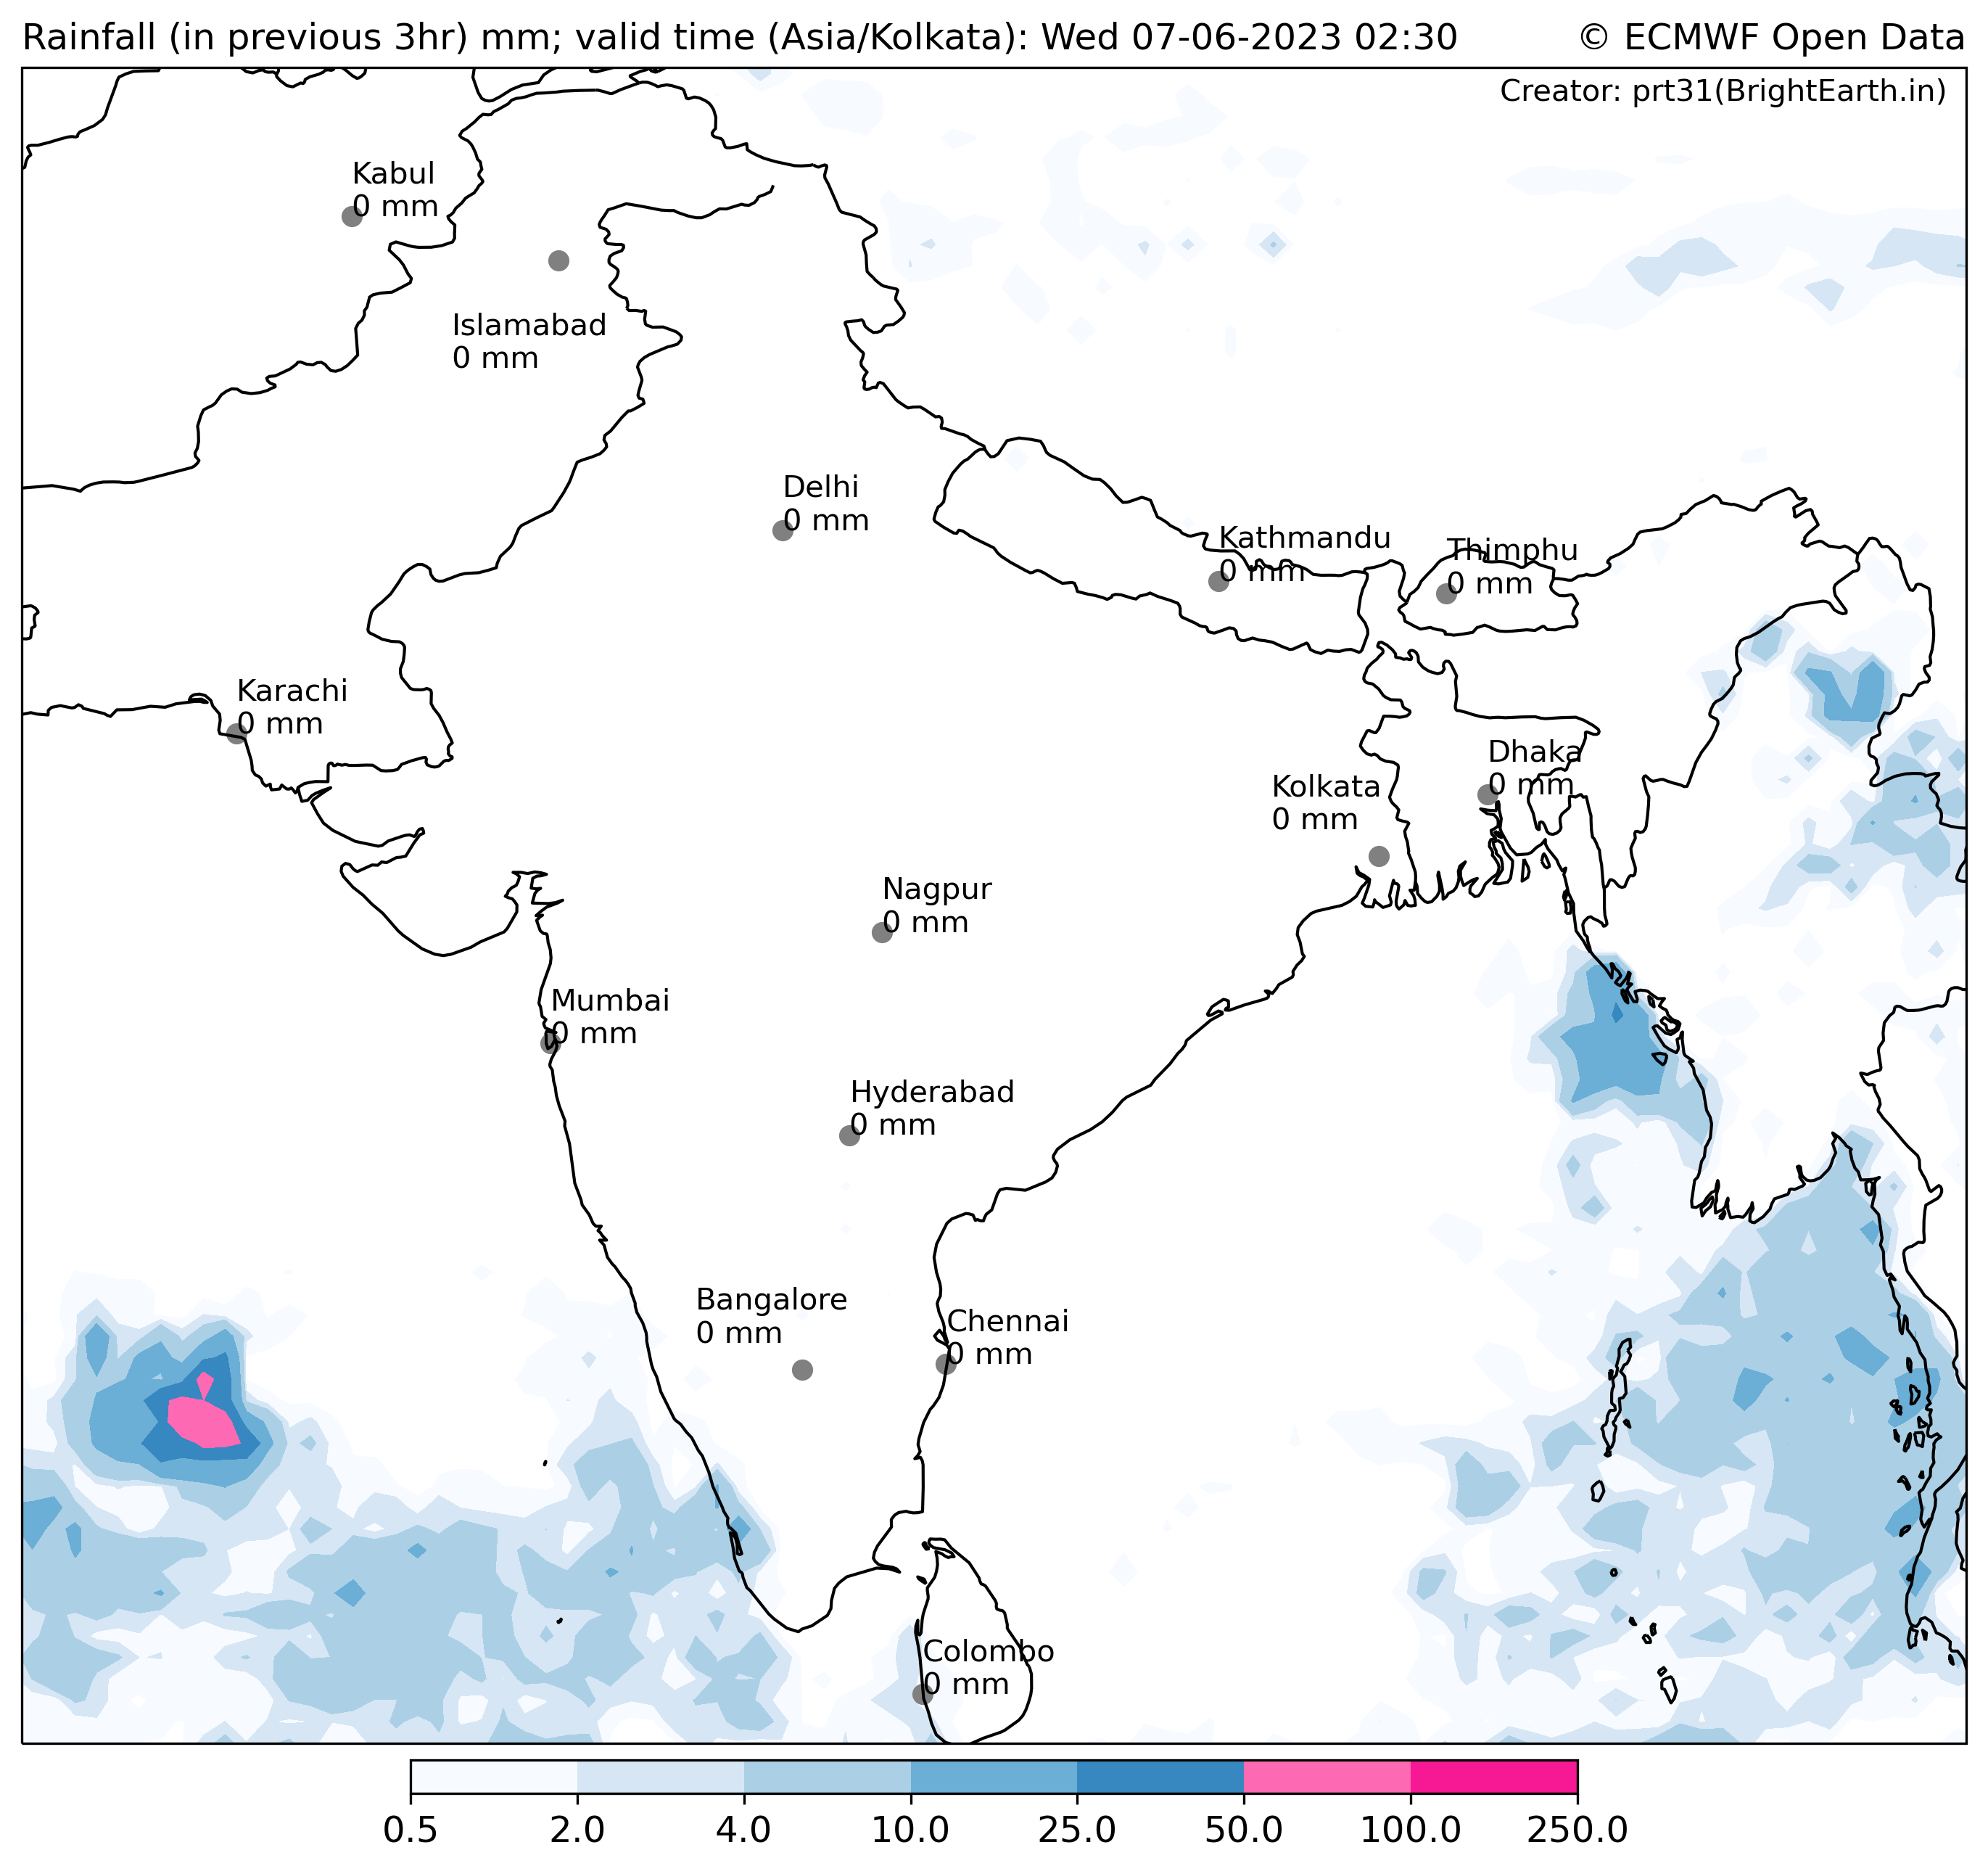 Rainfall (in previous 3hr) mm; valid time (Asia/Kolkata): Wed 07-06-2023 02:30
© ECMWF Open Data
Creator: prt31(BrightEarth.in)
Kabul
0 mm
Islamabad
0 mm
Delhi
0 mm
Kathmandu
0 mm
Thimphu
0 mm
Karachi
0 mm
Dhaka
0 mm
Kolkata
0 mm
Nagpur
0 mm
Mumbai
0 mm
Hyderabad
0 mm
Bangalore
0 mm
Chennai
0 mm
Colombo
0 mm
0.5 2.0 4.0 10.0 25.0 50.0 100.0 250.0